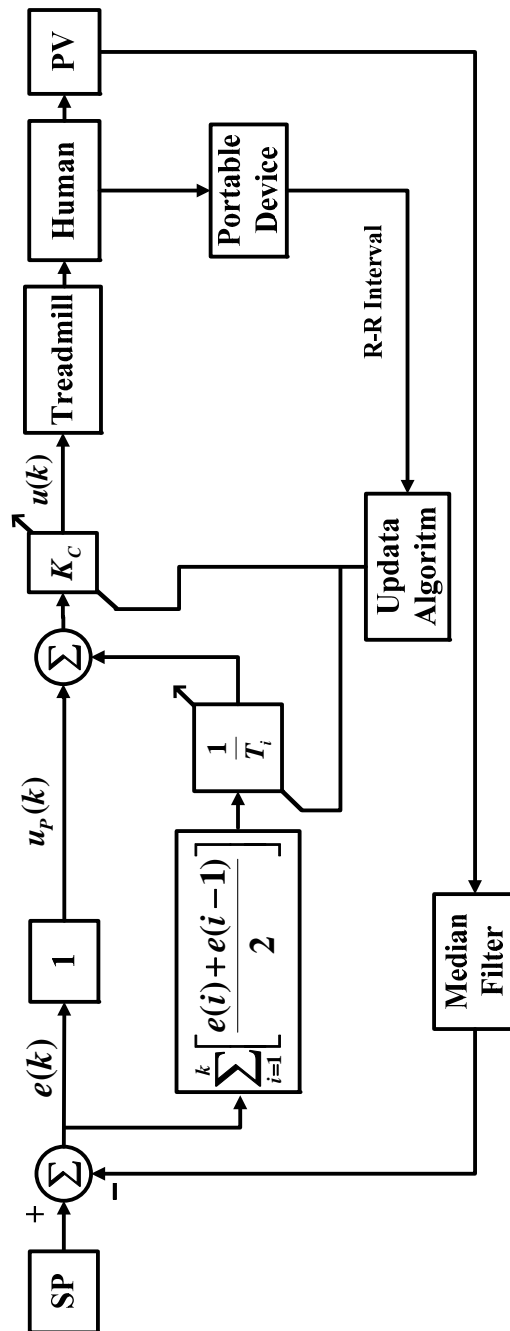 SP
+
−
Σ
e(k)
1
u_P(k)
Σ
K_C
u(k)
Treadmill
Human
PV
k
∑ [ e(i) + e(i − 1) / 2 ]
i=1
1
T_i
Portable
Device
R-R Interval
Updata
Algoritm
Median
Filter